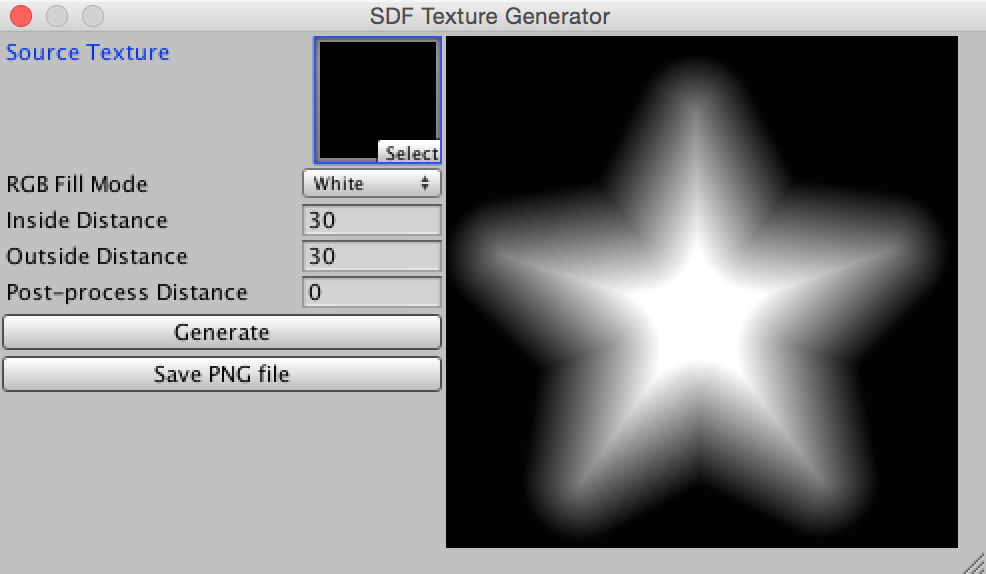 SDF Texture Generator
Source Texture
Select
RGB Fill Mode
White
Inside Distance
30
Outside Distance
30
Post-process Distance
0
Generate
Save PNG file